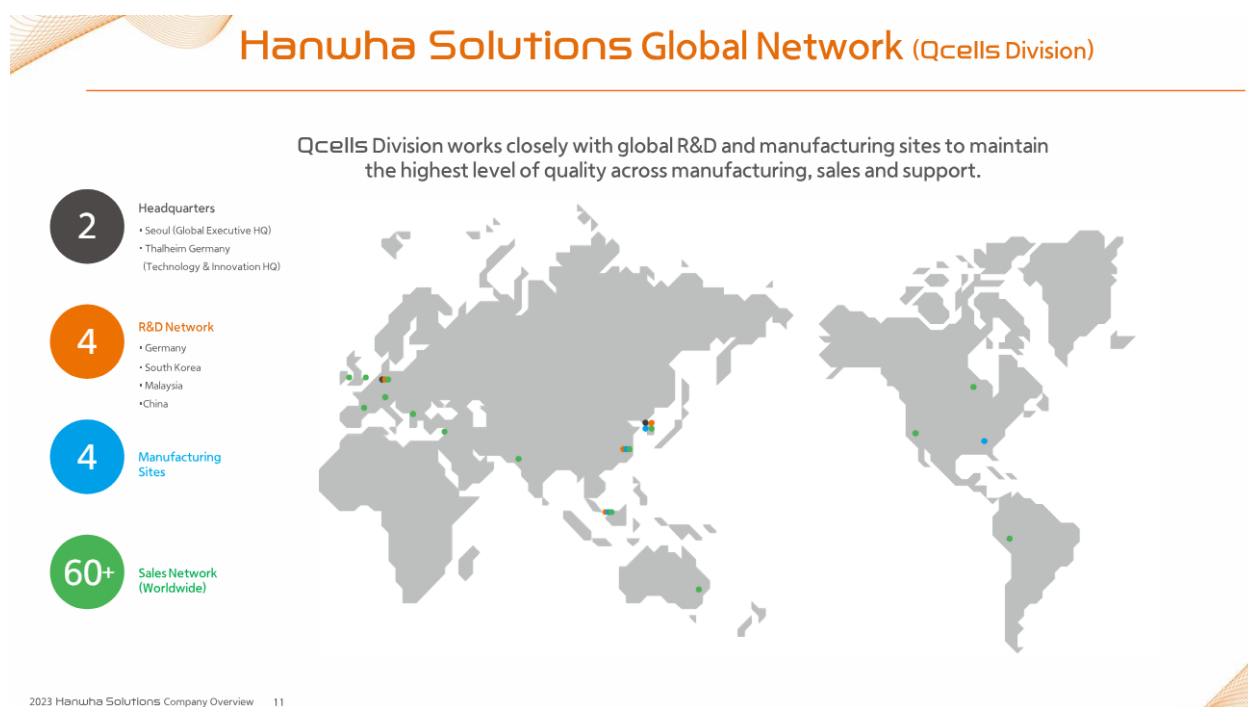 Hanwha Solutions Global Network (Qcells Division)
Qcells Division works closely with global R&D and manufacturing sites to maintain
the highest level of quality across manufacturing, sales and support.
2
Headquarters
• Seoul (Global Executive HQ)
• Thalheim Germany
(Technology & Innovation HQ)
4
R&D Network
• Germany
• South Korea
• Malaysia
•China
4
Manufacturing
Sites
60+
Sales Network
(Worldwide)
2023 Hanwha Solutions Company Overview 11